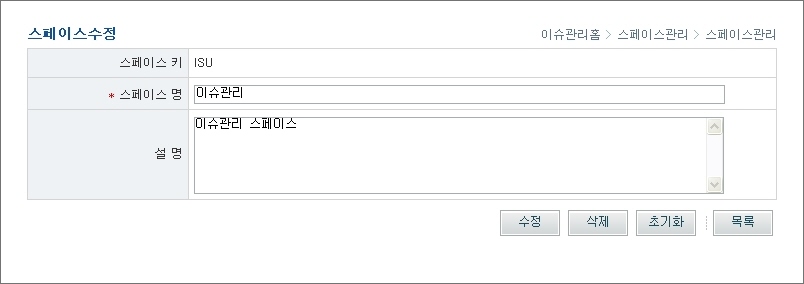 스페이스수정
이슈관리홈 > 스페이스관리 > 스페이스관리
스페이스 키 ISU
* 스페이스 명 이슈관리
설 명 이슈관리 스페이스
수정 삭제 초기화 목록